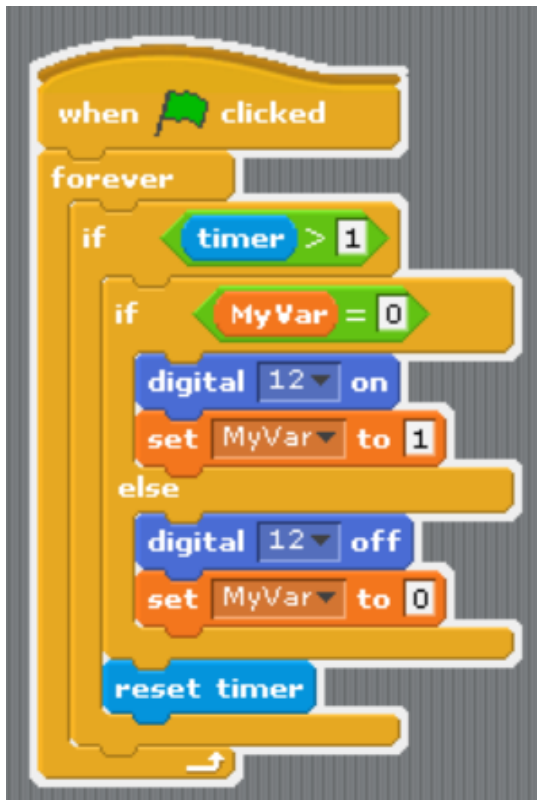 when clicked
forever
if timer > 1
if MyVar = 0
digital 12 on
set MyVar to 1
else
digital 12 off
set MyVar to 0
reset timer